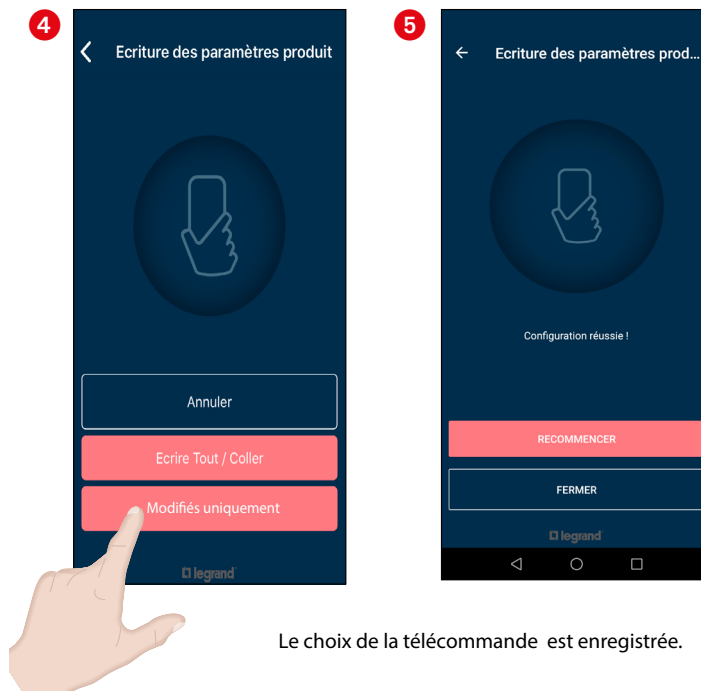 4
Ecriture des paramètres produit
Annuler
Ecrire Tout / Coller
Modifiés uniquement
legrand
5
Ecriture des paramètres prod...
Configuration réussie !
RECOMMENCER
FERMER
legrand
Le choix de la télécommande est enregistrée.